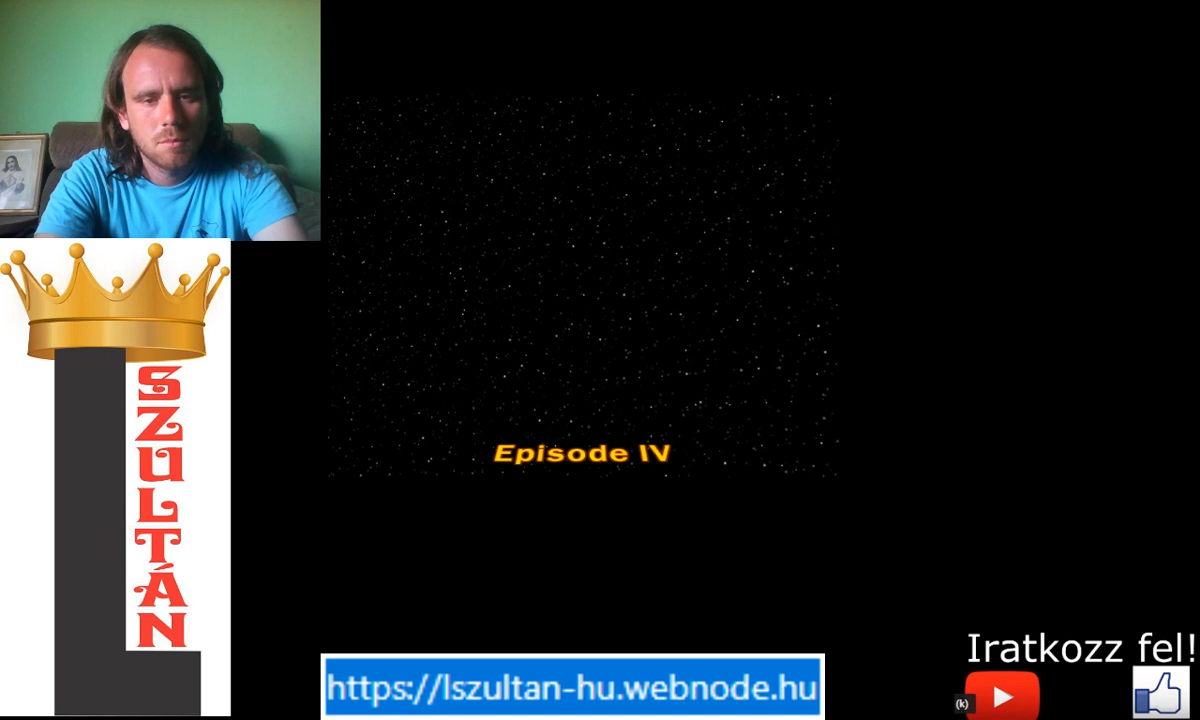 SZULTÁN
Episode IV
https://lszultan-hu.webnode.hu
Iratkozz fel!
(k)